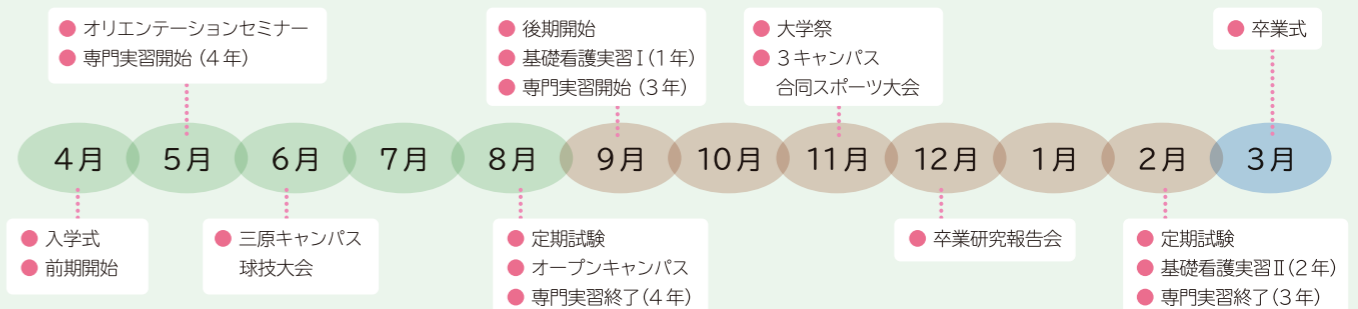 オリエンテーションセミナー
専門実習開始（4年）
後期開始
基礎看護実習Ⅰ（1年）
専門実習開始（3年）
大学祭
3キャンパス
合同スポーツ大会
卒業式
4月 5月 6月 7月 8月 9月 10月 11月 12月 1月 2月 3月
入学式
前期開始
三原キャンパス
球技大会
定期試験
オープンキャンパス
専門実習終了（4年）
卒業研究報告会
定期試験
基礎看護実習Ⅱ（2年）
専門実習終了（3年）